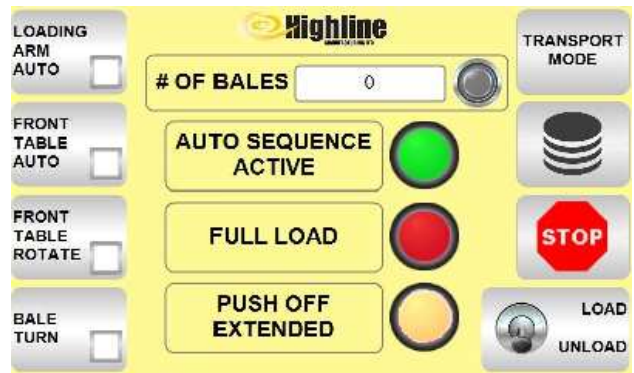 LOADING
ARM
AUTO
Highline
TRANSPORT
MODE
# OF BALES 0
FRONT
TABLE
AUTO
AUTO SEQUENCE
ACTIVE
FRONT
TABLE
ROTATE
FULL LOAD
STOP
BALE
TURN
PUSH OFF
EXTENDED
LOAD
UNLOAD